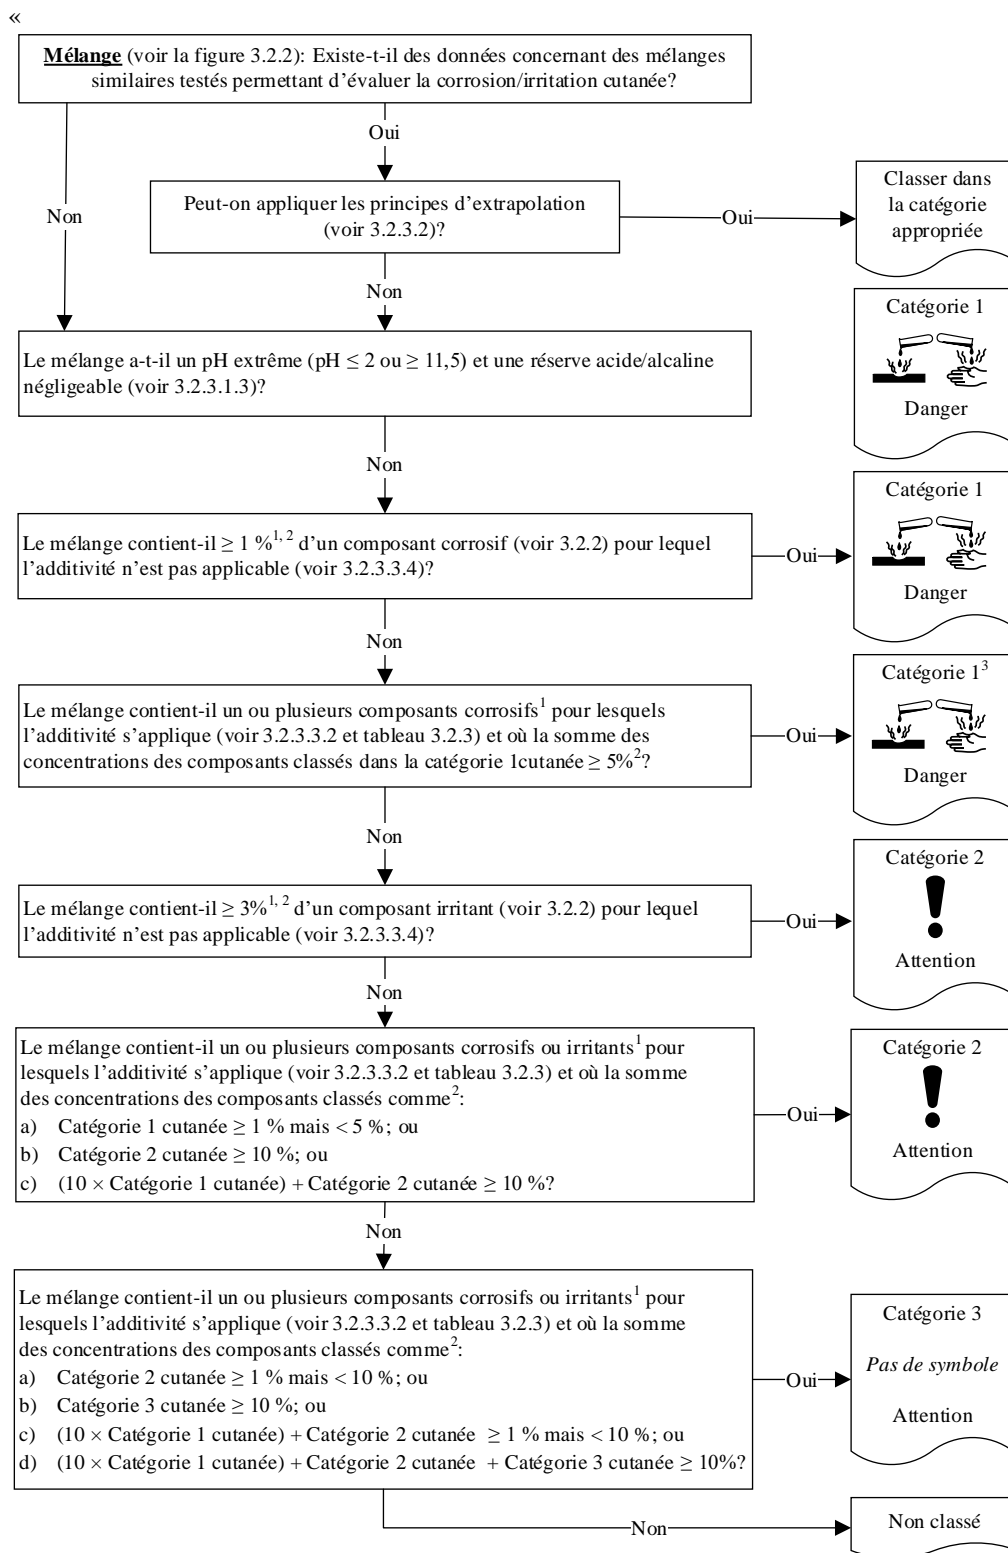 «
Mélange (voir la figure 3.2.2): Existe-t-il des données concernant des mélanges
similaires testés permettant d'évaluer la corrosion/irritation cutanée?
Oui
Non
Peut-on appliquer les principes d'extrapolation
(voir 3.2.3.2)?
Oui
Classer dans
la catégorie
appropriée
Non
Le mélange a-t-il un pH extrême (pH ≤ 2 ou ≥ 11,5) et une réserve acide/alcaline
négligeable (voir 3.2.3.1.3)?
Catégorie 1
Danger
Non
Le mélange contient-il ≥ 1 %1, 2 d'un composant corrosif (voir 3.2.2) pour lequel
l'additivité n'est pas applicable (voir 3.2.3.3.4)?
Oui
Catégorie 1
Danger
Non
Le mélange contient-il un ou plusieurs composants corrosifs1 pour lesquels
l'additivité s'applique (voir 3.2.3.3.2 et tableau 3.2.3) et où la somme des
concentrations des composants classés dans la catégorie 1cutanée ≥ 5%2?
Oui
Catégorie 13
Danger
Non
Le mélange contient-il ≥ 3%1, 2 d'un composant irritant (voir 3.2.2) pour lequel
l'additivité n'est pas applicable (voir 3.2.3.3.4)?
Oui
Catégorie 2
Attention
Non
Le mélange contient-il un ou plusieurs composants corrosifs ou irritants1 pour
lesquels l'additivité s'applique (voir 3.2.3.3.2 et tableau 3.2.3) et où la somme
des concentrations des composants classés comme2:
a) Catégorie 1 cutanée ≥ 1 % mais < 5 %; ou
b) Catégorie 2 cutanée ≥ 10 %; ou
c) (10 × Catégorie 1 cutanée) + Catégorie 2 cutanée ≥ 10 %?
Oui
Catégorie 2
Attention
Non
Le mélange contient-il un ou plusieurs composants corrosifs ou irritants1 pour
lesquels l'additivité s'applique (voir 3.2.3.3.2 et tableau 3.2.3) et où la somme
des concentrations des composants classés comme2:
a) Catégorie 2 cutanée ≥ 1 % mais < 10 %; ou
b) Catégorie 3 cutanée ≥ 10 %; ou
c) (10 × Catégorie 1 cutanée) + Catégorie 2 cutanée ≥ 1 % mais < 10 %; ou
d) (10 × Catégorie 1 cutanée) + Catégorie 2 cutanée + Catégorie 3 cutanée ≥ 10%?
Oui
Catégorie 3
Pas de symbole
Attention
Non
Non classé